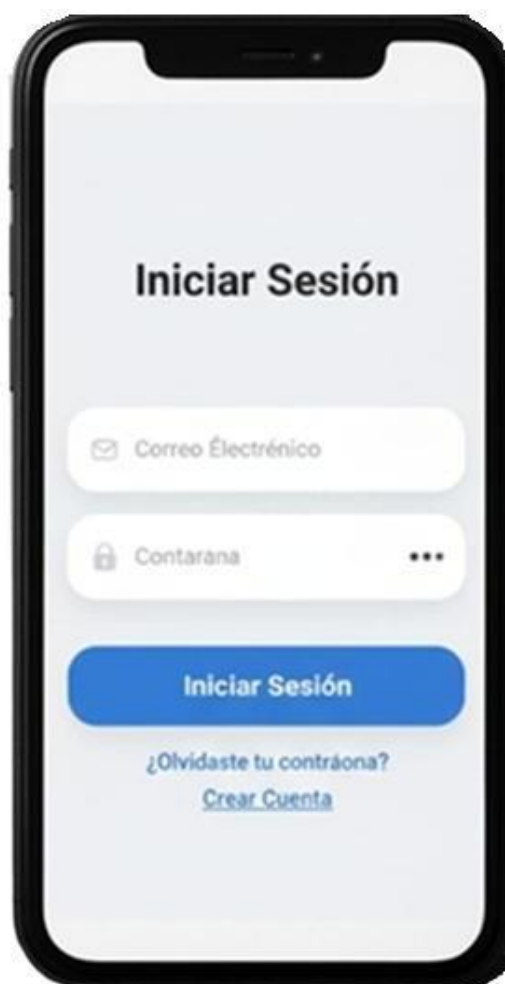 Iniciar Sesión
Correo Électrénico
Contarana
Iniciar Sesión
¿Olvidaste tu contráona?
Crear Cuenta